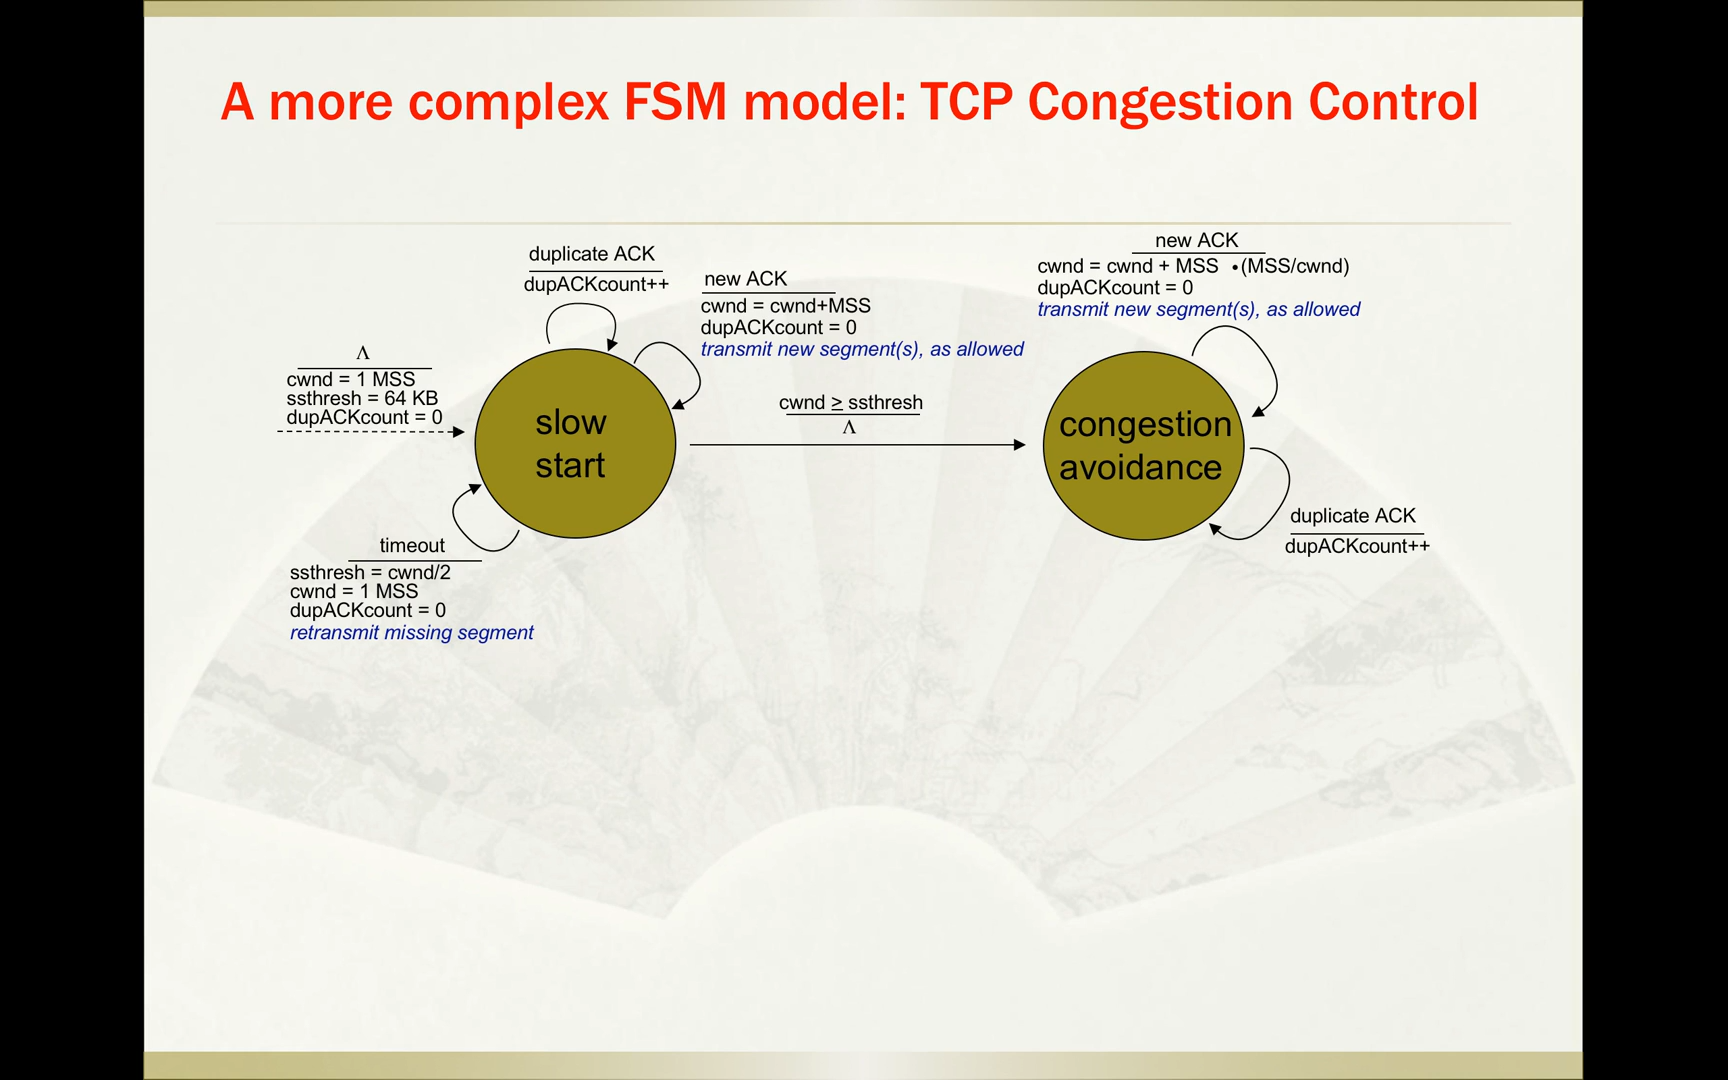 A more complex FSM model: TCP Congestion Control
duplicate ACK
dupACKcount++
new ACK
cwnd = cwnd+MSS
dupACKcount = 0
transmit new segment(s), as allowed
new ACK
cwnd = cwnd + MSS •(MSS/cwnd)
dupACKcount = 0
transmit new segment(s), as allowed
Λ
cwnd = 1 MSS
ssthresh = 64 KB
dupACKcount = 0
slow
start
cwnd ≥ ssthresh
Λ
congestion
avoidance
timeout
ssthresh = cwnd/2
cwnd = 1 MSS
dupACKcount = 0
retransmit missing segment
duplicate ACK
dupACKcount++